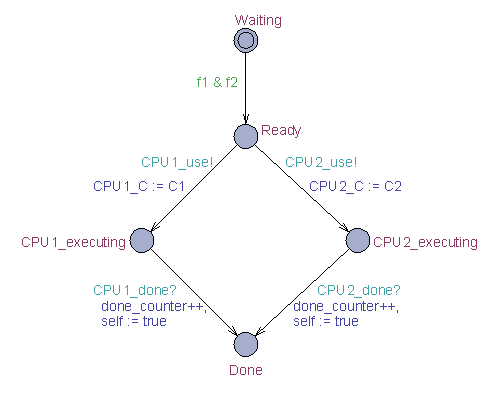 Waiting
f1 & f2
Ready
CPU1_use!
CPU2_use!
CPU1_C := C1
CPU2_C := C2
CPU1_executing
CPU2_executing
CPU1_done?
CPU2_done?
done_counter++,
done_counter++,
self := true
self := true
Done